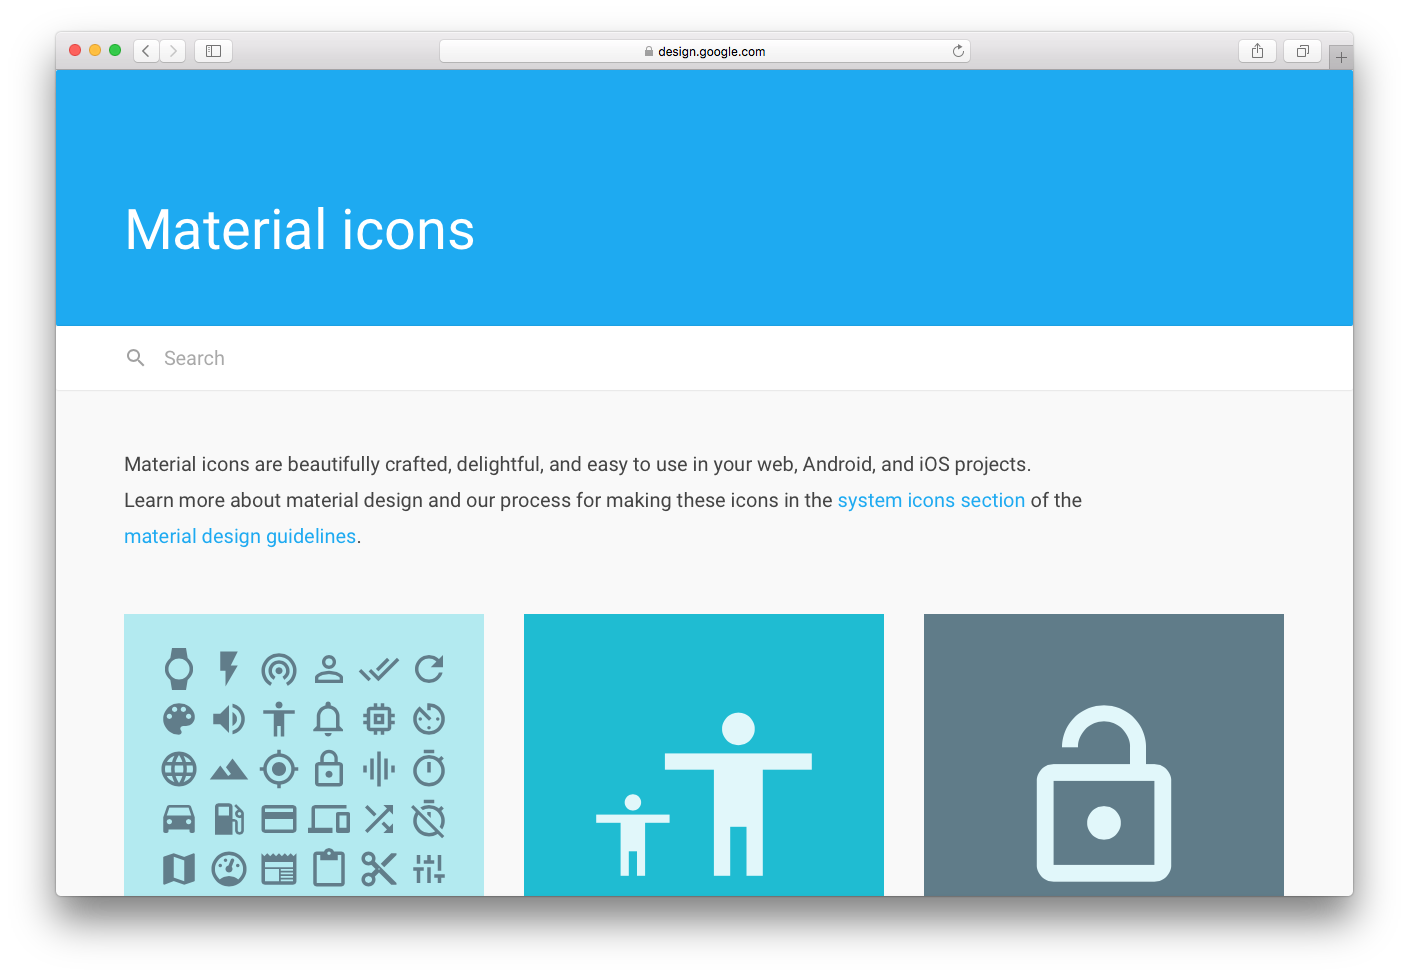 design.google.com
Material icons
Search
Material icons are beautifully crafted, delightful, and easy to use in your web, Android, and iOS projects.
Learn more about material design and our process for making these icons in the system icons section of the
material design guidelines.